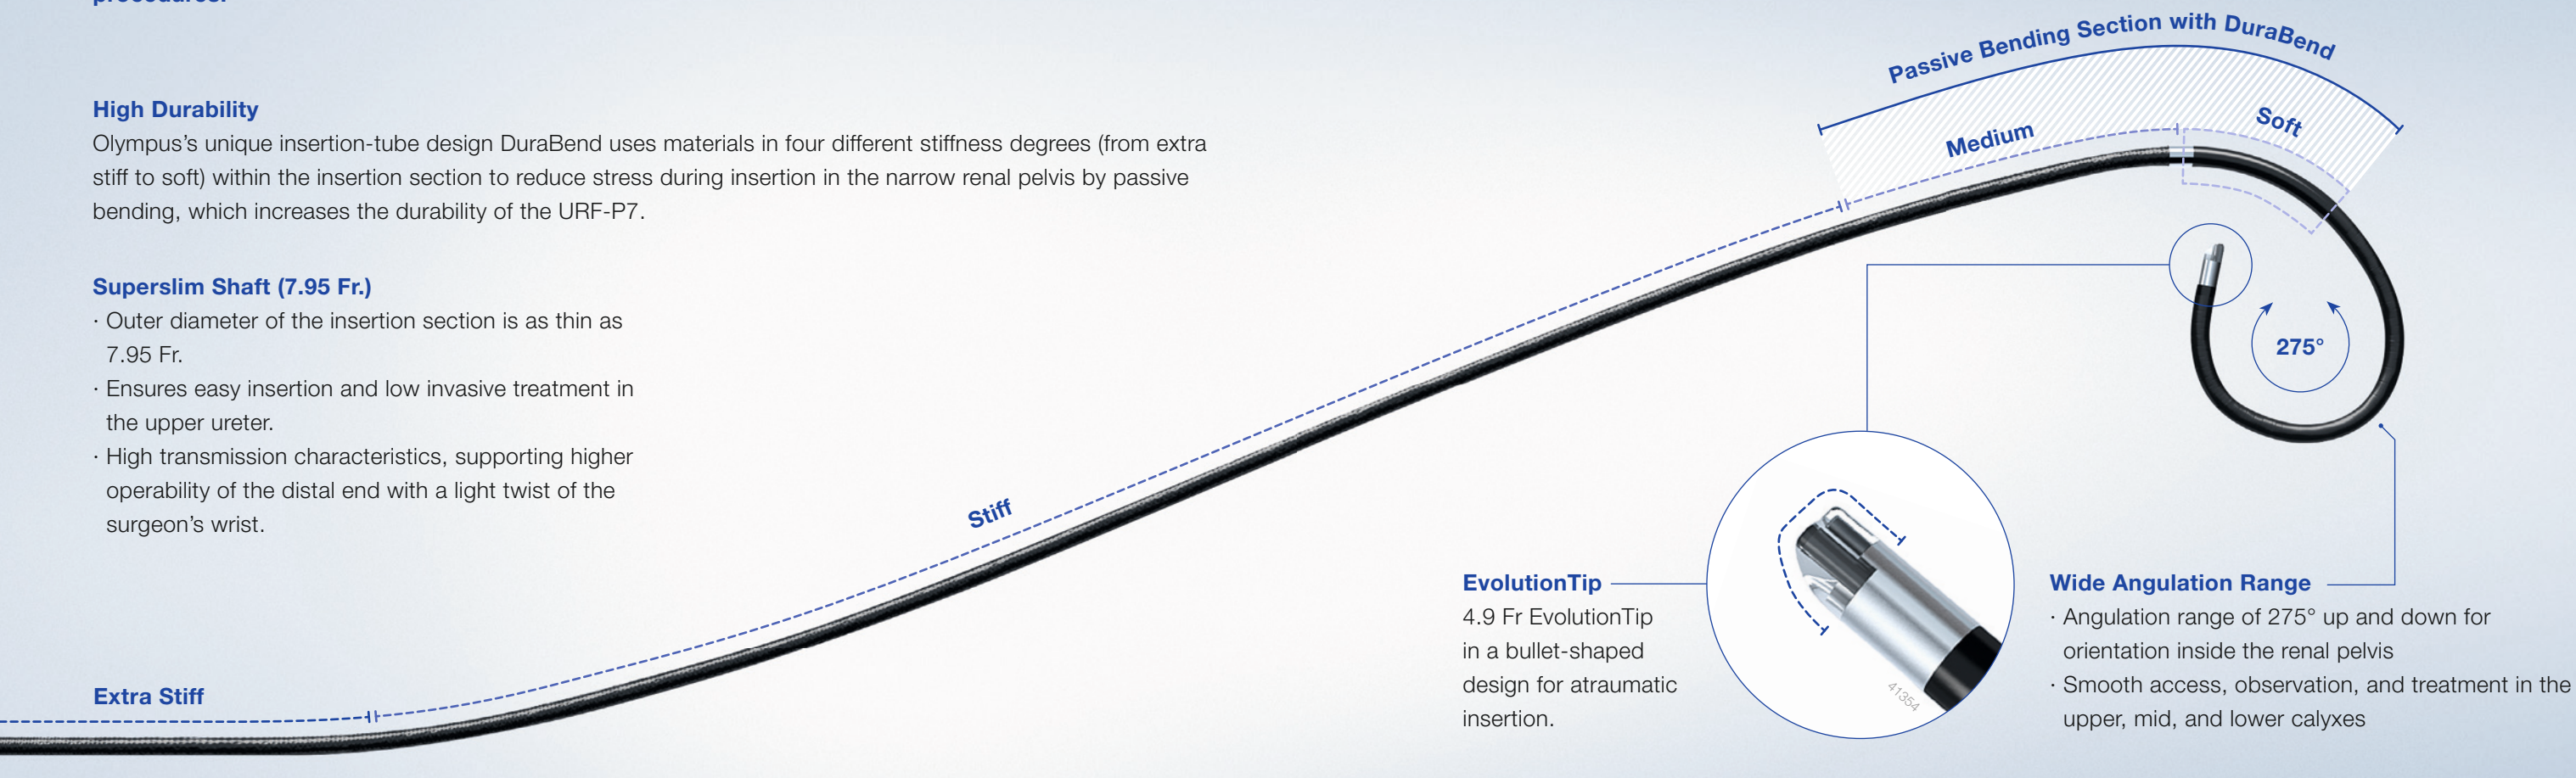 procedures.
High Durability
Olympus's unique insertion-tube design DuraBend uses materials in four different stiffness degrees (from extra
stiff to soft) within the insertion section to reduce stress during insertion in the narrow renal pelvis by passive
bending, which increases the durability of the URF-P7.
Superslim Shaft (7.95 Fr.)
· Outer diameter of the insertion section is as thin as
7.95 Fr.
· Ensures easy insertion and low invasive treatment in
the upper ureter.
· High transmission characteristics, supporting higher
operability of the distal end with a light twist of the
surgeon's wrist.
Extra Stiff
Stiff
Medium
Soft
Passive Bending Section with DuraBend
275°
EvolutionTip
4.9 Fr EvolutionTip
in a bullet-shaped
design for atraumatic
insertion.
41354
Wide Angulation Range
· Angulation range of 275° up and down for
orientation inside the renal pelvis
· Smooth access, observation, and treatment in the
upper, mid, and lower calyxes